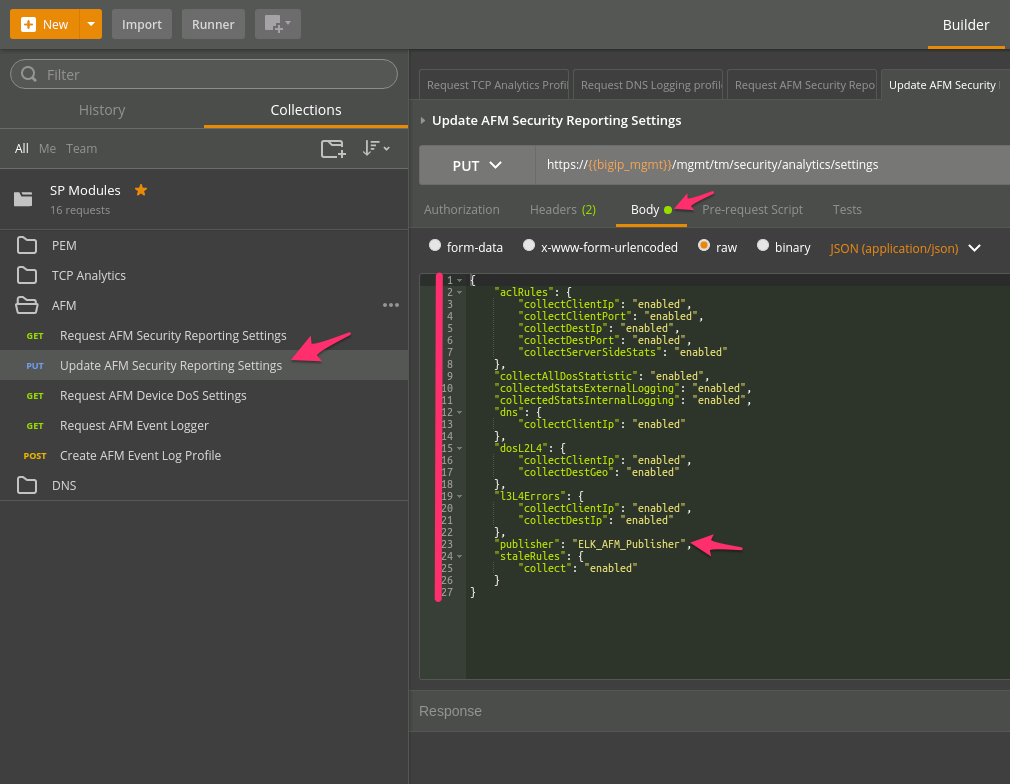 New
Import
Runner
Builder
Filter
History
Collections
All Me Team
SP Modules
16 requests
PEM
TCP Analytics
AFM
GET Request AFM Security Reporting Settings
PUT Update AFM Security Reporting Settings
GET Request AFM Device DoS Settings
GET Request AFM Event Logger
POST Create AFM Event Log Profile
DNS
Request TCP Analytics Profi
Request DNS Logging profil
Request AFM Security Repo
Update AFM Security
Update AFM Security Reporting Settings
PUT
https://{{bigip_mgmt}}/mgmt/tm/security/analytics/settings
Authorization
Headers (2)
Body
Pre-request Script
Tests
form-data
x-www-form-urlencoded
raw
binary
JSON (application/json)
1 {
2 "aclRules": {
3 "collectClientIp": "enabled",
4 "collectClientPort": "enabled",
5 "collectDestIp": "enabled",
6 "collectDestPort": "enabled",
7 "collectServerSideStats": "enabled"
8 },
9 "collectAllDosStatistic": "enabled",
10 "collectedStatsExternalLogging": "enabled",
11 "collectedStatsInternalLogging": "enabled",
12 "dns": {
13 "collectClientIp": "enabled"
14 },
15 "dosL2L4": {
16 "collectClientIp": "enabled",
17 "collectDestGeo": "enabled"
18 },
19 "l3L4Errors": {
20 "collectClientIp": "enabled",
21 "collectDestIp": "enabled"
22 },
23 "publisher": "ELK_AFM_Publisher",
24 "staleRules": {
25 "collect": "enabled"
26 }
27 }
Response